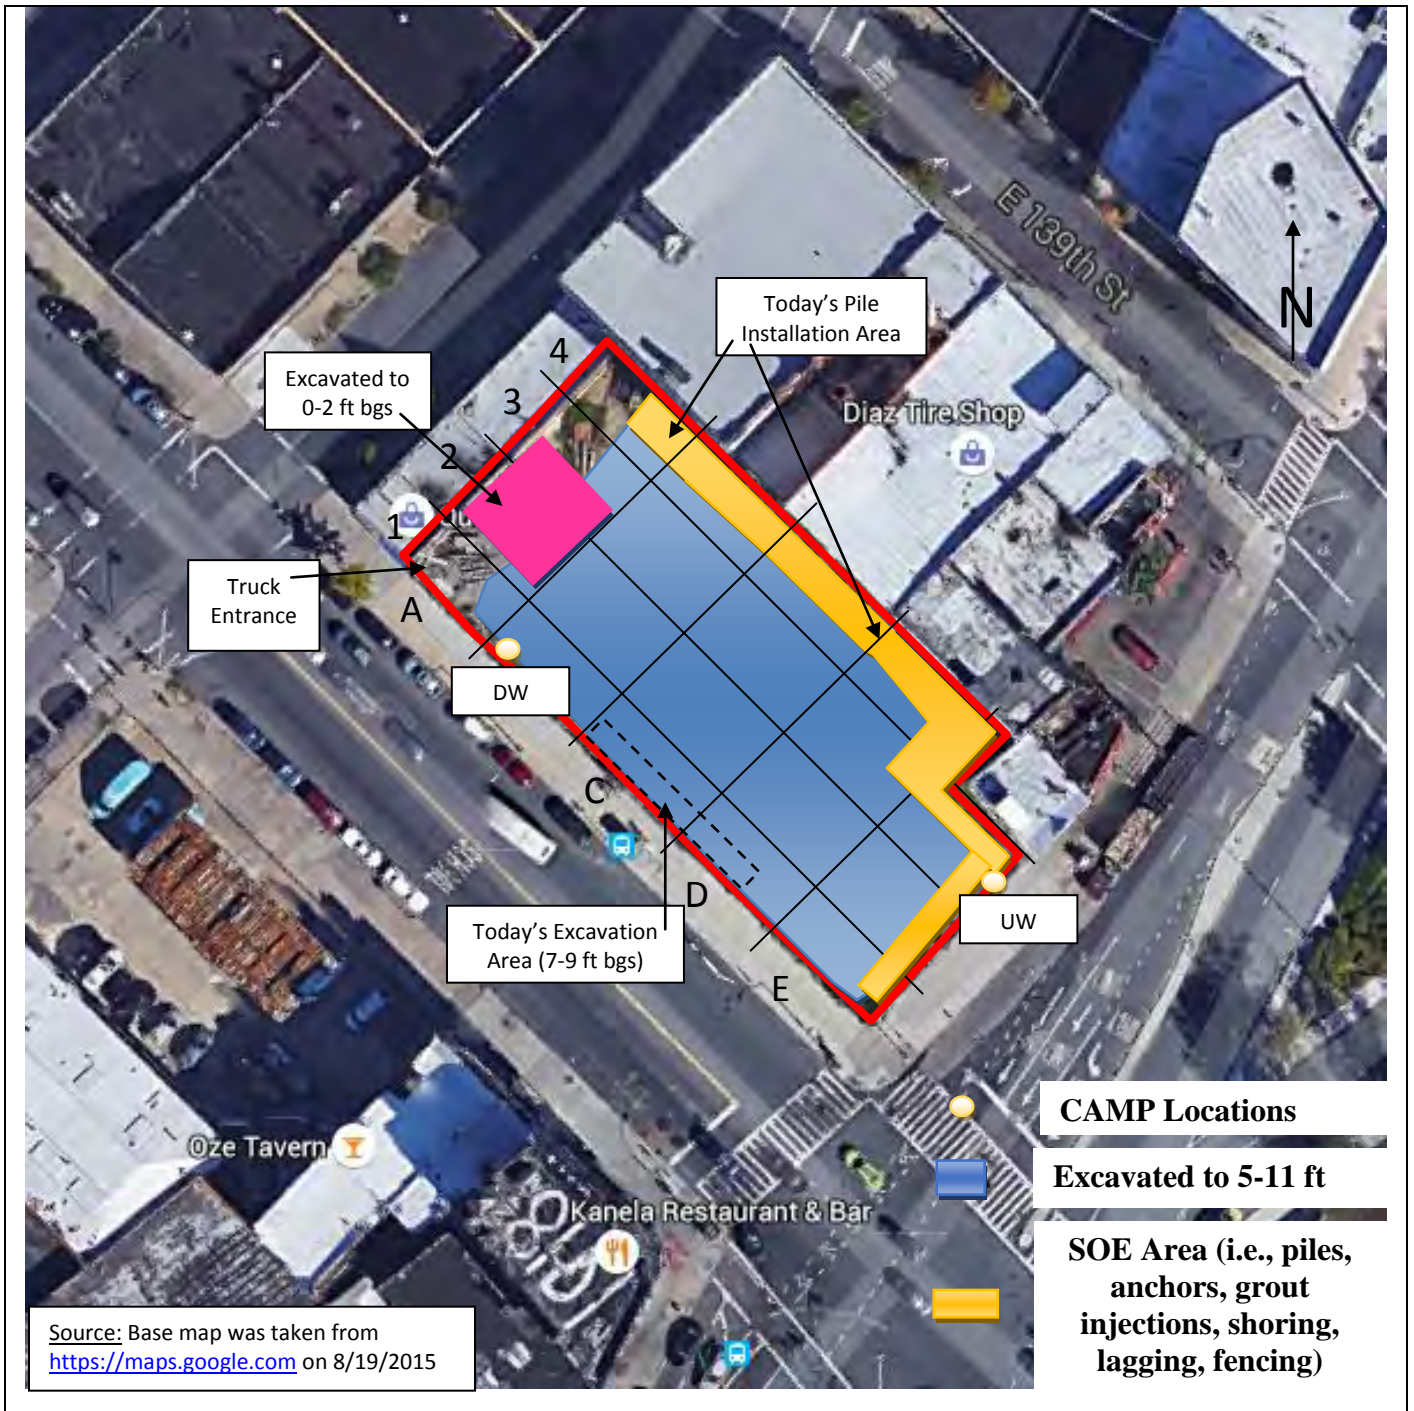 E 139th St
N
Today's Pile
Installation Area
4
Excavated to
0-2 ft bgs
3
Diaz Tire Shop
2
1
Truck
Entrance
A
DW
C
D
Today's Excavation
Area (7-9 ft bgs)
UW
E
CAMP Locations
Oze Tavern
Excavated to 5-11 ft
Kanela Restaurant & Bar
SOE Area (i.e., piles,
anchors, grout
injections, shoring,
lagging, fencing)
Source: Base map was taken from
https://maps.google.com on 8/19/2015